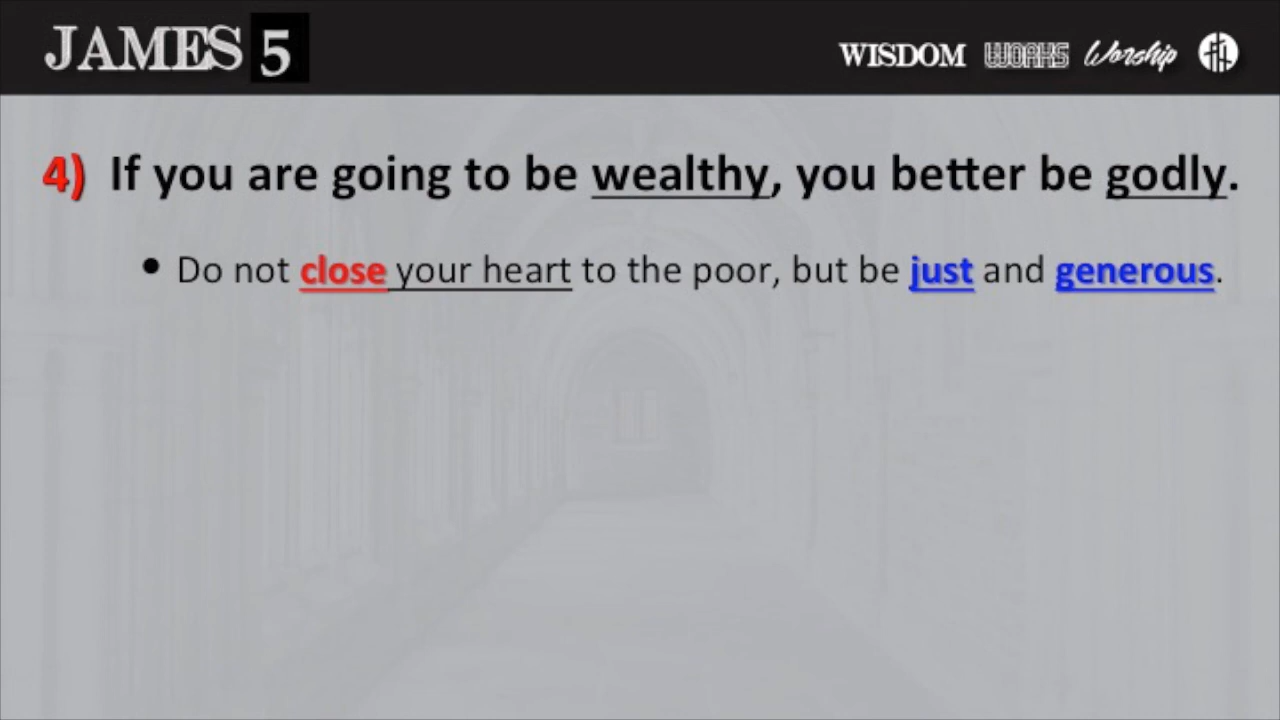 JAMES 5
WISDOM WORKS Worship
4) If you are going to be wealthy, you better be godly.
• Do not close your heart to the poor, but be just and generous.